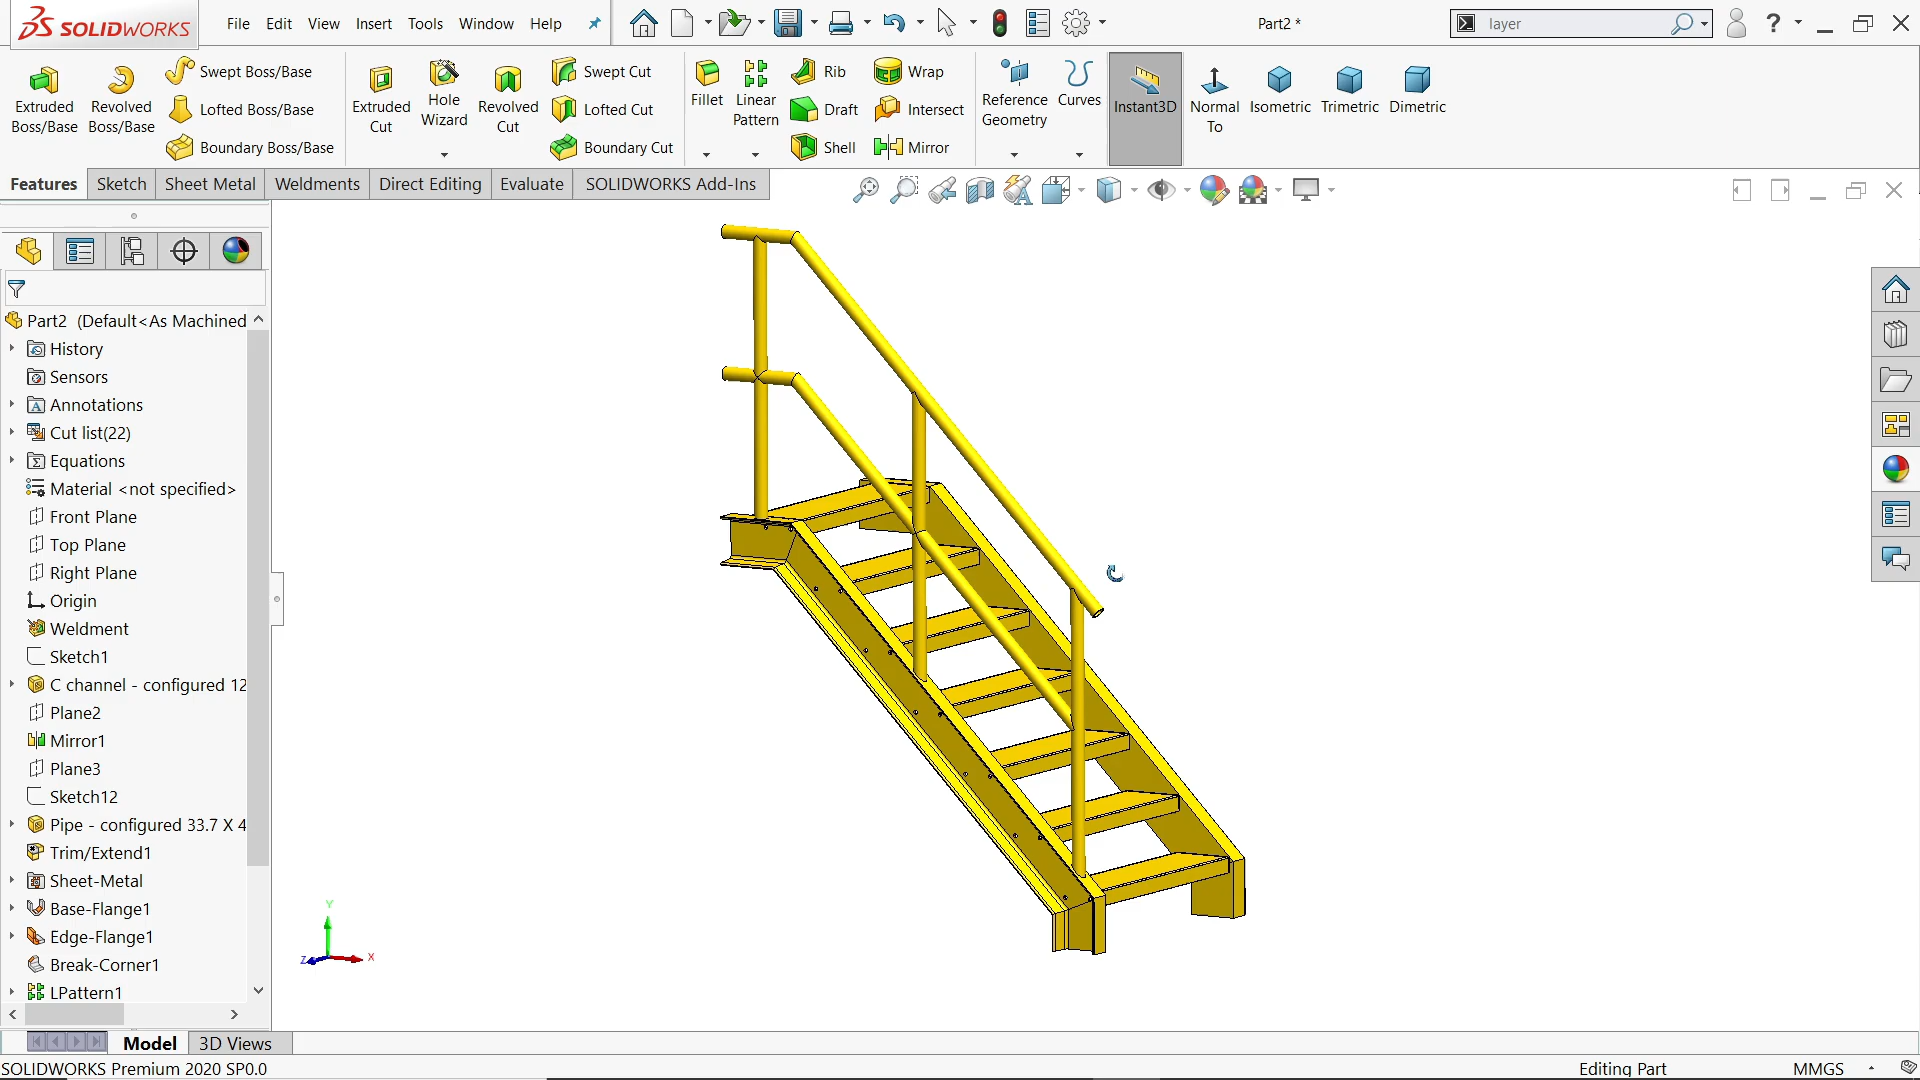 SOLIDWORKS
File Edit View Insert Tools Window Help
Part2 *
layer
?
Extruded Boss/Base
Revolved Boss/Base
Swept Boss/Base
Lofted Boss/Base
Boundary Boss/Base
Extruded Cut
Hole Wizard
Revolved Cut
Swept Cut
Lofted Cut
Boundary Cut
Fillet
Linear Pattern
Rib
Draft
Shell
Wrap
Intersect
Mirror
Reference Geometry
Curves
Instant3D
Normal To
Isometric
Trimetric
Dimetric
Features Sketch Sheet Metal Weldments Direct Editing Evaluate SOLIDWORKS Add-Ins
Part2 (Default<As Machined
History
Sensors
Annotations
Cut list(22)
Equations
Material <not specified>
Front Plane
Top Plane
Right Plane
Origin
Weldment
Sketch1
C channel - configured 12
Plane2
Mirror1
Plane3
Sketch12
Pipe - configured 33.7 X 4
Trim/Extend1
Sheet-Metal
Base-Flange1
Edge-Flange1
Break-Corner1
LPattern1
Y
Z
X
Model 3D Views
SOLIDWORKS Premium 2020 SP0.0
Editing Part
MMGS